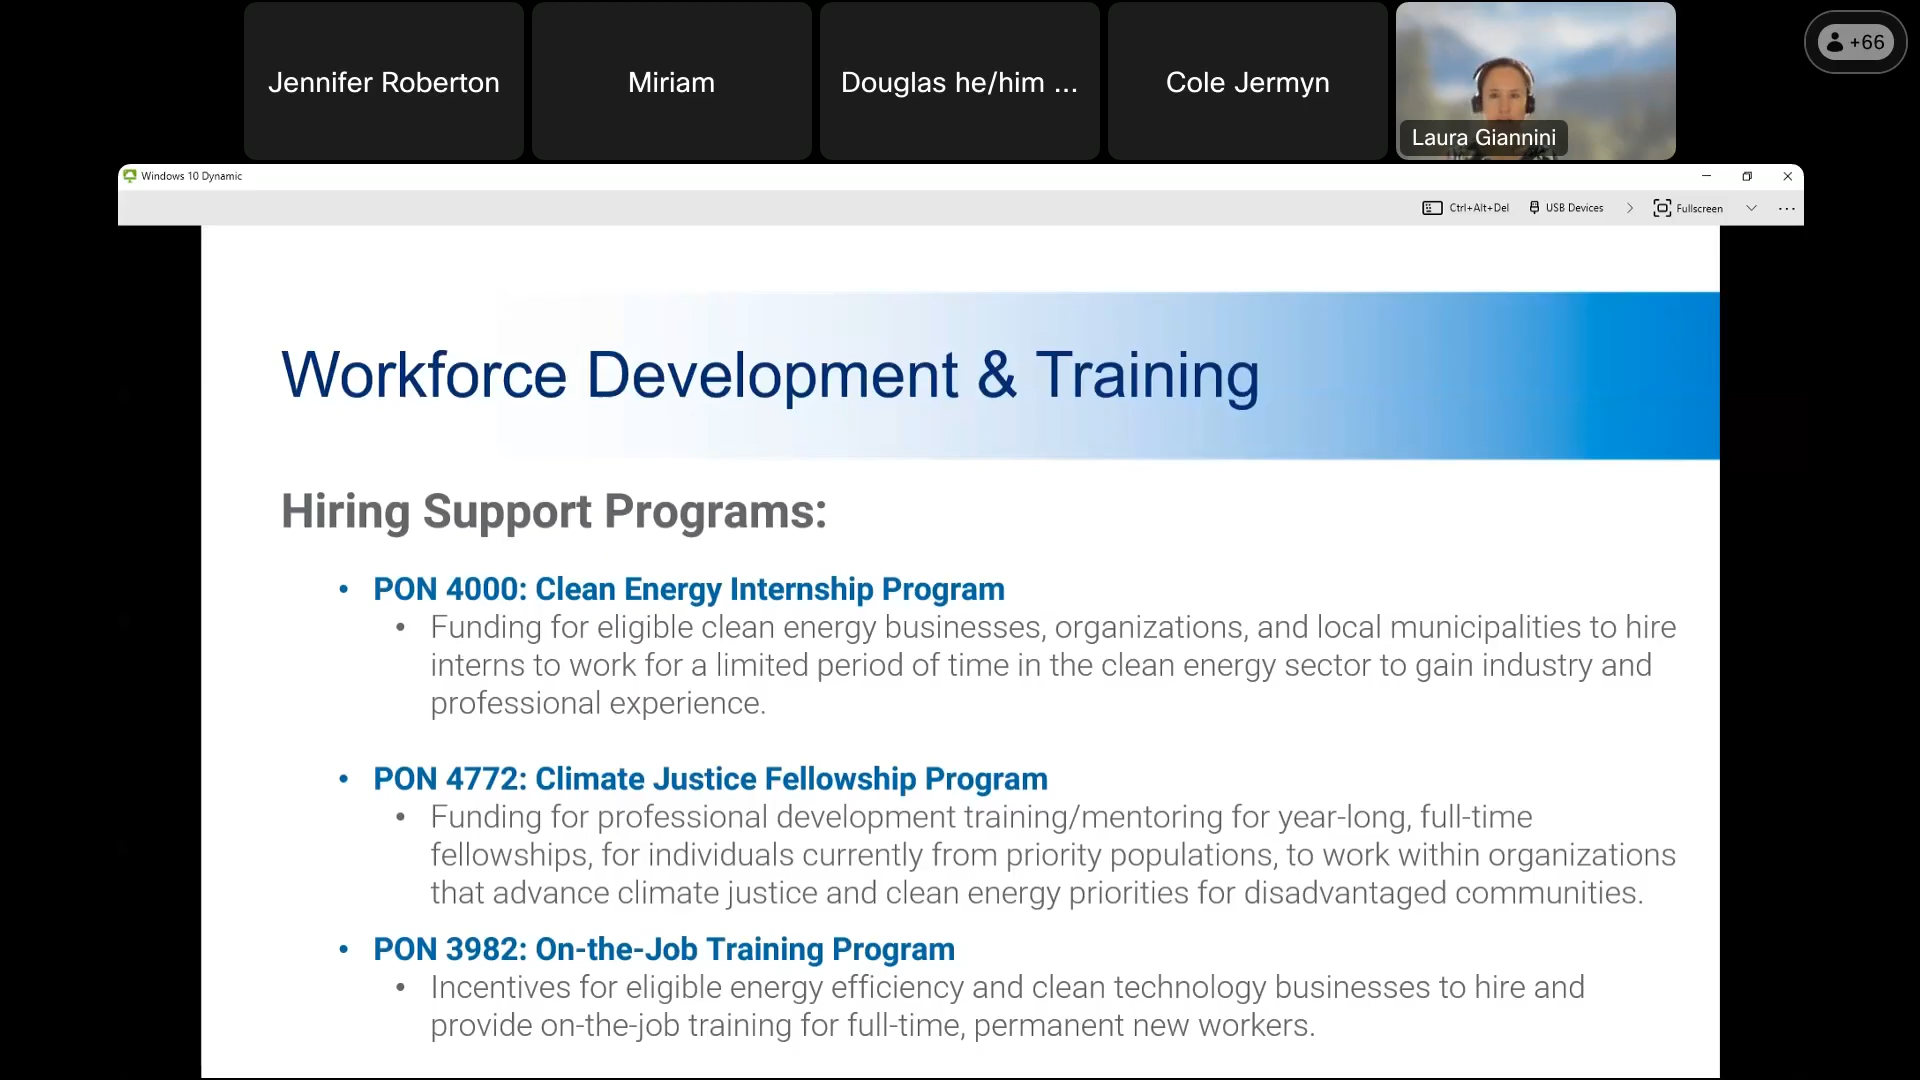 Jennifer Roberton
Miriam
Douglas he/him ...
Cole Jermyn
Laura Giannini
+66
Windows 10 Dynamic
Ctrl+Alt+Del
USB Devices
Fullscreen
Workforce Development & Training
Hiring Support Programs:
• PON 4000: Clean Energy Internship Program
• Funding for eligible clean energy businesses, organizations, and local municipalities to hire
interns to work for a limited period of time in the clean energy sector to gain industry and
professional experience.
• PON 4772: Climate Justice Fellowship Program
• Funding for professional development training/mentoring for year-long, full-time
fellowships, for individuals currently from priority populations, to work within organizations
that advance climate justice and clean energy priorities for disadvantaged communities.
• PON 3982: On-the-Job Training Program
• Incentives for eligible energy efficiency and clean technology businesses to hire and
provide on-the-job training for full-time, permanent new workers.